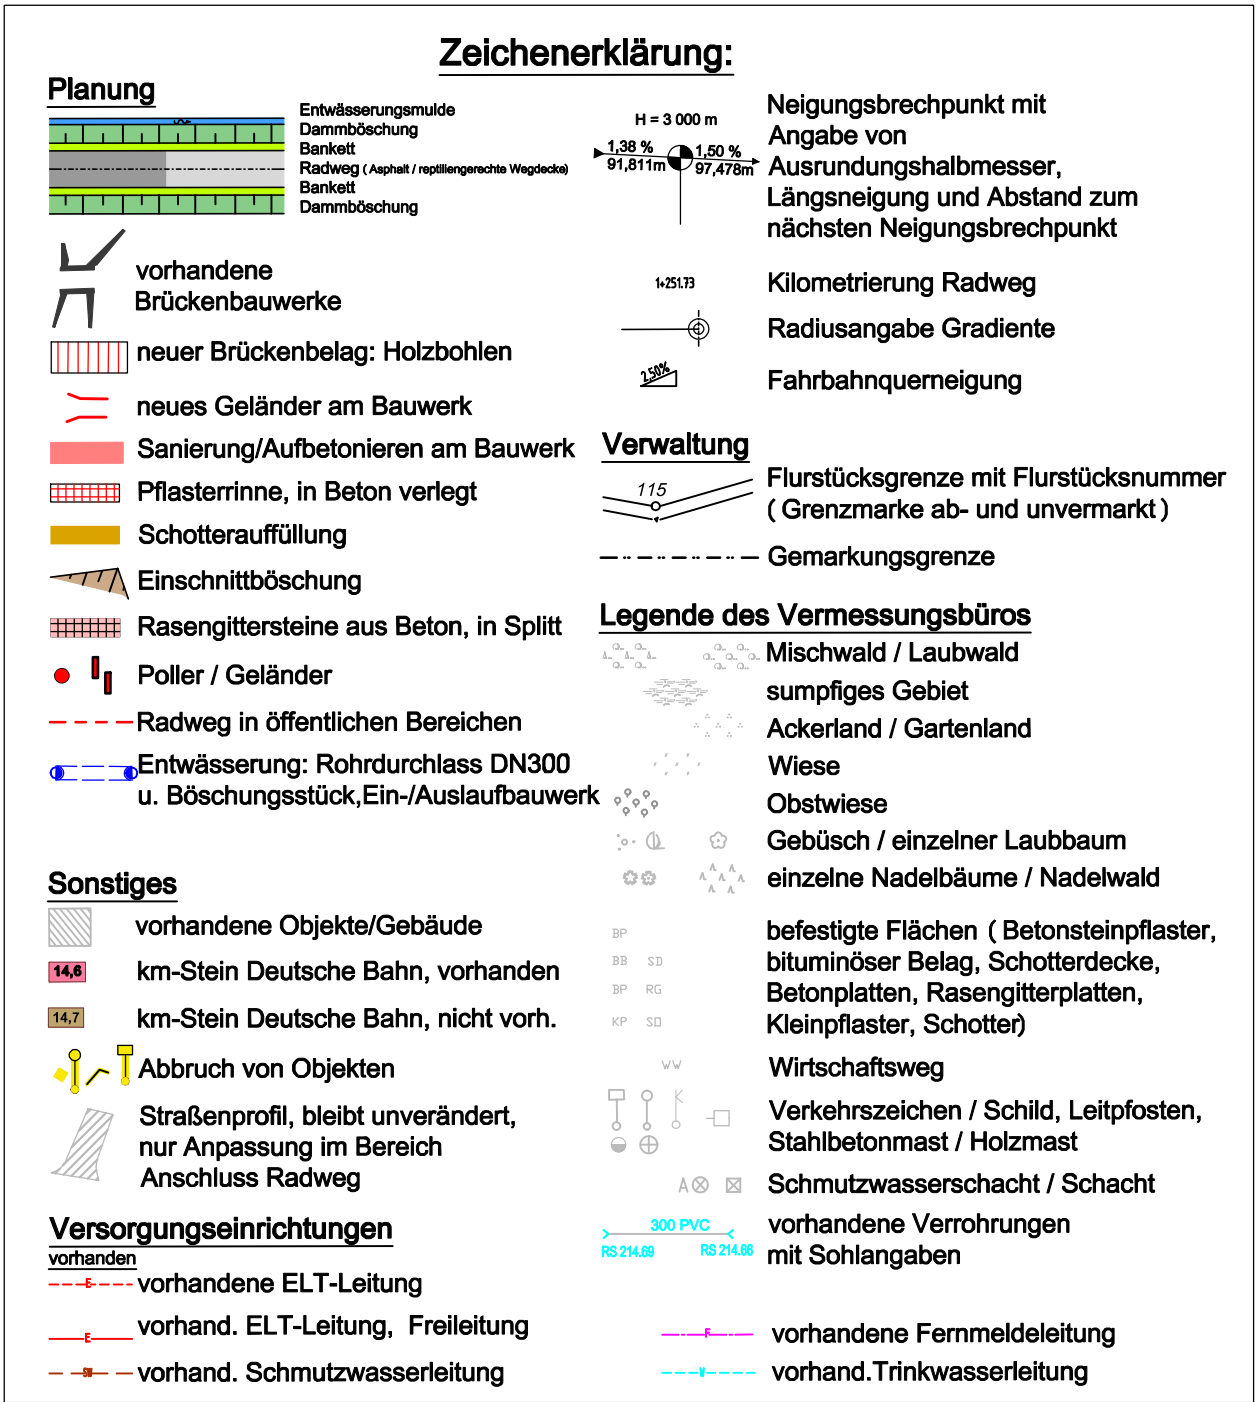 Zeichenerklärung:
Planung
Entwässerungsmulde
Dammböschung
Bankett
Radweg ( Asphalt / reptiliengerechte Wegdecke)
Bankett
Dammböschung
vorhandene
Brückenbauwerke
neuer Brückenbelag: Holzbohlen
neues Geländer am Bauwerk
Sanierung/Aufbetonieren am Bauwerk
Pflasterrinne, in Beton verlegt
Schotterauffüllung
Einschnittböschung
Rasengittersteine aus Beton, in Splitt
Poller / Geländer
Radweg in öffentlichen Bereichen
Entwässerung: Rohrdurchlass DN300
u. Böschungsstück,Ein-/Auslaufbauwerk
Sonstiges
vorhandene Objekte/Gebäude
14,6 km-Stein Deutsche Bahn, vorhanden
14,7 km-Stein Deutsche Bahn, nicht vorh.
Abbruch von Objekten
Straßenprofil, bleibt unverändert,
nur Anpassung im Bereich
Anschluss Radweg
Versorgungseinrichtungen
vorhanden
E vorhandene ELT-Leitung
E vorhand. ELT-Leitung, Freileitung
SW vorhand. Schmutzwasserleitung
H = 3 000 m
1,38 % 1,50 %
91,811m 97,478m
Neigungsbrechpunkt mit
Angabe von
Ausrundungshalbmesser,
Längsneigung und Abstand zum
nächsten Neigungsbrechpunkt
1+251.73 Kilometrierung Radweg
Radiusangabe Gradiente
2,50% Fahrbahnquerneigung
Verwaltung
115 Flurstücksgrenze mit Flurstücksnummer
( Grenzmarke ab- und unvermarkt )
Gemarkungsgrenze
Legende des Vermessungsbüros
Mischwald / Laubwald
sumpfiges Gebiet
Ackerland / Gartenland
Wiese
Obstwiese
Gebüsch / einzelner Laubbaum
einzelne Nadelbäume / Nadelwald
BP befestigte Flächen ( Betonsteinpflaster,
BB SD bituminöser Belag, Schotterdecke,
BP RG Betonplatten, Rasengitterplatten,
KP SO Kleinpflaster, Schotter)
WW Wirtschaftsweg
K Verkehrszeichen / Schild, Leitpfosten,
Stahlbetonmast / Holzmast
A Schmutzwasserschacht / Schacht
300 PVC vorhandene Verrohrungen
RS 214.69 RS 214.66 mit Sohlangaben
F vorhandene Fernmeldeleitung
W vorhand.Trinkwasserleitung